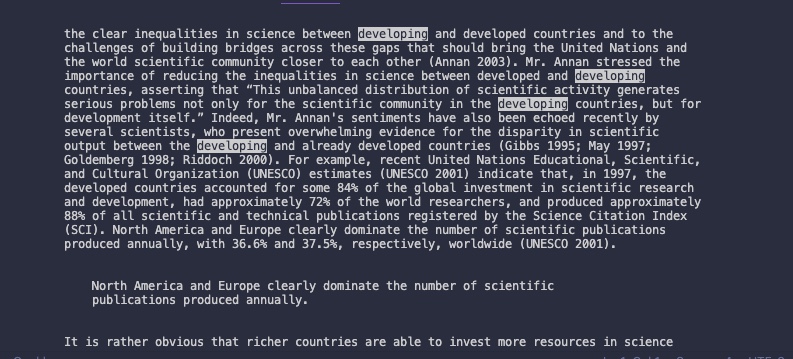 the clear inequalities in science between developing and developed countries and to the
challenges of building bridges across these gaps that should bring the United Nations and
the world scientific community closer to each other (Annan 2003). Mr. Annan stressed the
importance of reducing the inequalities in science between developed and developing
countries, asserting that “This unbalanced distribution of scientific activity generates
serious problems not only for the scientific community in the developing countries, but for
development itself.” Indeed, Mr. Annan's sentiments have also been echoed recently by
several scientists, who present overwhelming evidence for the disparity in scientific
output between the developing and already developed countries (Gibbs 1995; May 1997;
Goldemberg 1998; Riddoch 2000). For example, recent United Nations Educational, Scientific,
and Cultural Organization (UNESCO) estimates (UNESCO 2001) indicate that, in 1997, the
developed countries accounted for some 84% of the global investment in scientific research
and development, had approximately 72% of the world researchers, and produced approximately
88% of all scientific and technical publications registered by the Science Citation Index
(SCI). North America and Europe clearly dominate the number of scientific publications
produced annually, with 36.6% and 37.5%, respectively, worldwide (UNESCO 2001).
North America and Europe clearly dominate the number of scientific
publications produced annually.
It is rather obvious that richer countries are able to invest more resources in science